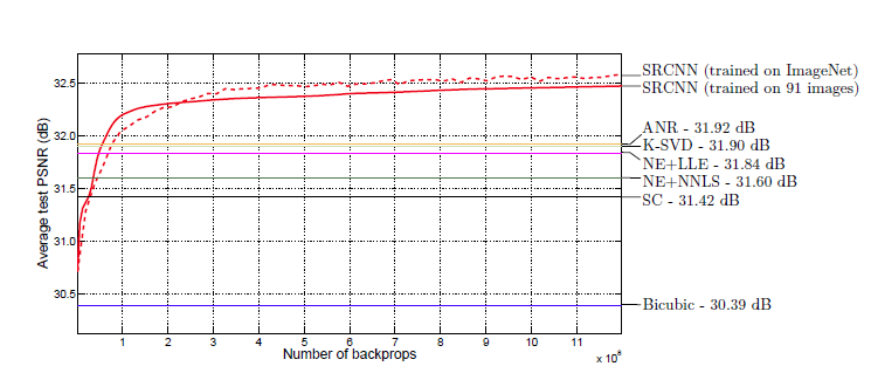 Average test PSNR (dB)
32.5
32.0
31.5
31.0
30.5
SRCNN (trained on ImageNet)
SRCNN (trained on 91 images)
ANR - 31.92 dB
K-SVD - 31.90 dB
NE+LLE - 31.84 dB
NE+NNLS - 31.60 dB
SC - 31.42 dB
Bicubic - 30.39 dB
1 2 3 4 5 6 7 8 9 10 11
Number of backprops
x 10⁸